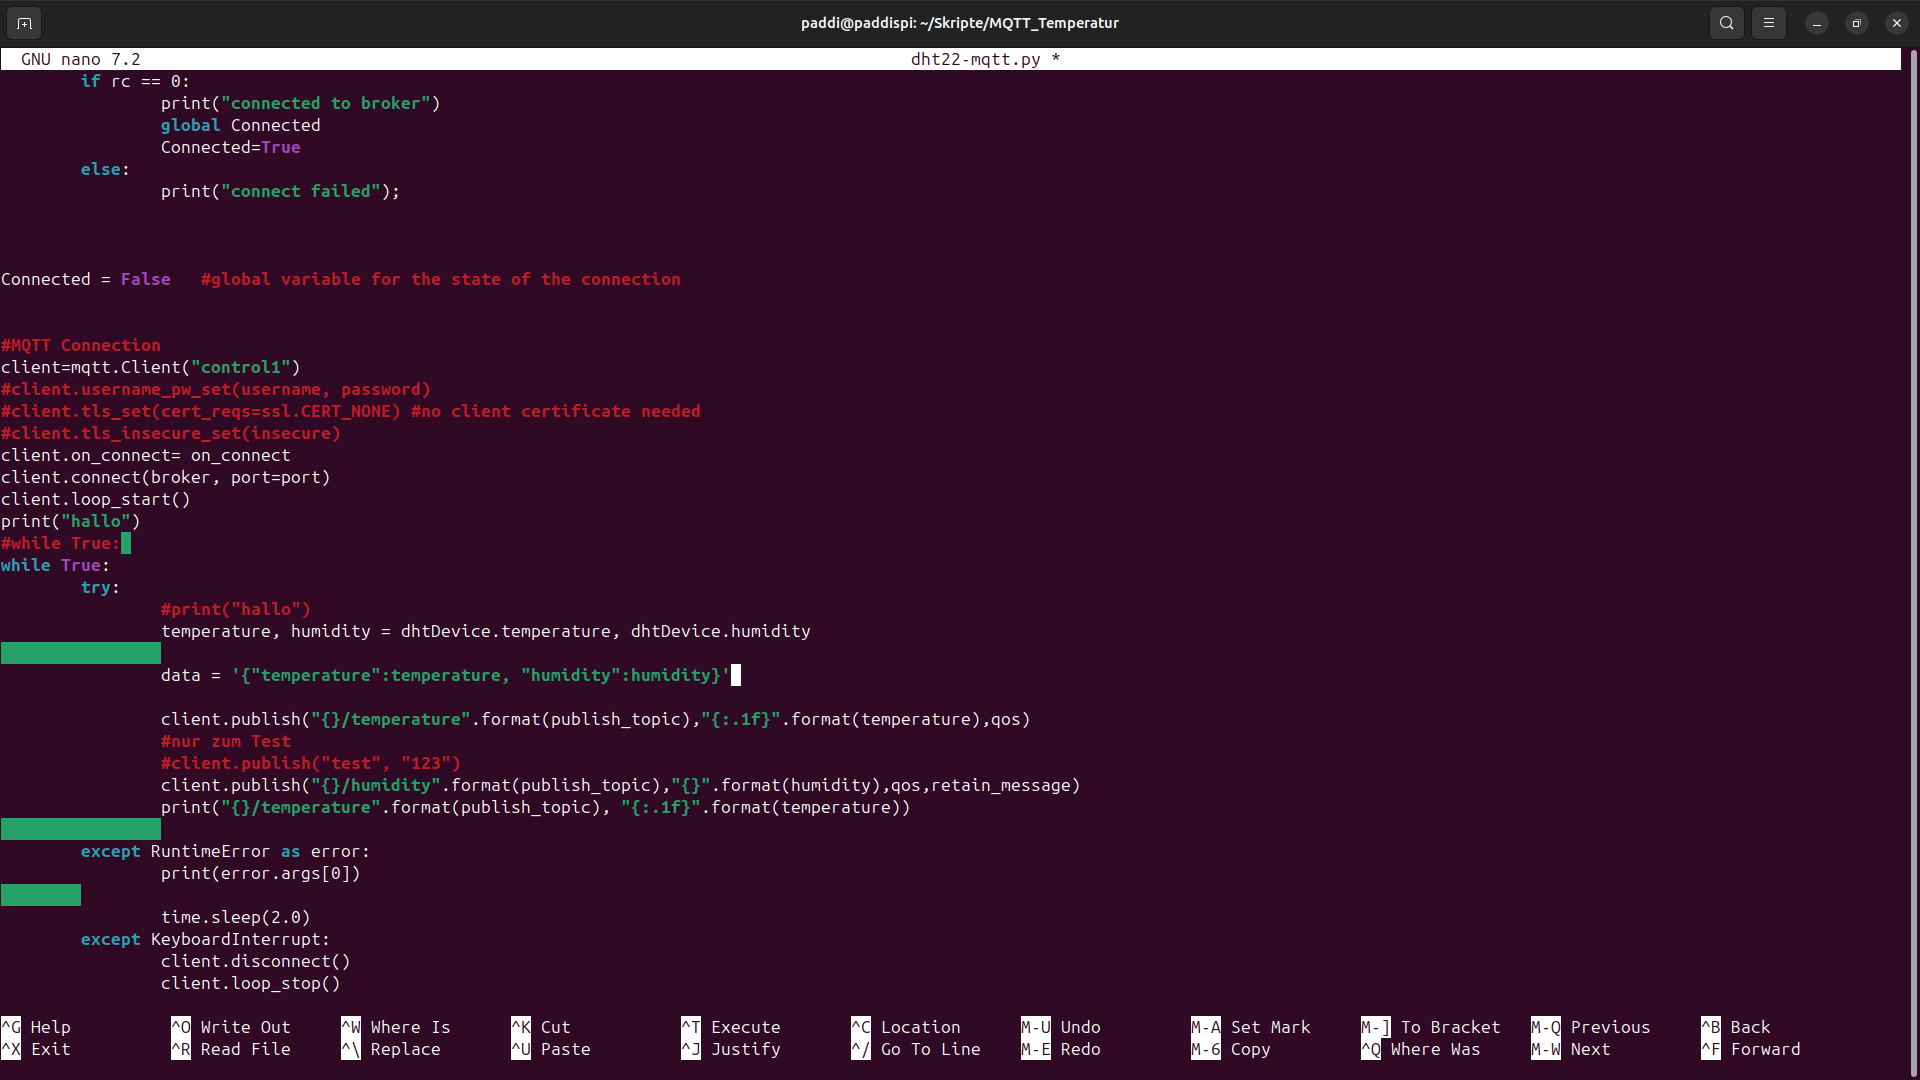 paddi@paddispi: ~/Skripte/MQTT_Temperatur
GNU nano 7.2 dht22-mqtt.py *
if rc == 0:
print("connected to broker")
global Connected
Connected=True
else:
print("connect failed");
Connected = False   #global variable for the state of the connection
#MQTT Connection
client=mqtt.Client("control1")
#client.username_pw_set(username, password)
#client.tls_set(cert_reqs=ssl.CERT_NONE) #no client certificate needed
#client.tls_insecure_set(insecure)
client.on_connect= on_connect
client.connect(broker, port=port)
client.loop_start()
print("hallo")
#while True:
while True:
try:
#print("hallo")
temperature, humidity = dhtDevice.temperature, dhtDevice.humidity
data = '{"temperature":temperature, "humidity":humidity}'
client.publish("{}/temperature".format(publish_topic),"{:.1f}".format(temperature),qos)
#nur zum Test
#client.publish("test", "123")
client.publish("{}/humidity".format(publish_topic),"{}".format(humidity),qos,retain_message)
print("{}/temperature".format(publish_topic), "{:.1f}".format(temperature))
except RuntimeError as error:
print(error.args[0])
time.sleep(2.0)
except KeyboardInterrupt:
client.disconnect()
client.loop_stop()
^G Help ^O Write Out ^W Where Is ^K Cut ^T Execute ^C Location M-U Undo M-A Set Mark M-] To Bracket M-Q Previous ^B Back
^X Exit ^R Read File ^\ Replace ^U Paste ^J Justify ^/ Go To Line M-E Redo M-6 Copy ^Q Where Was M-W Next ^F Forward